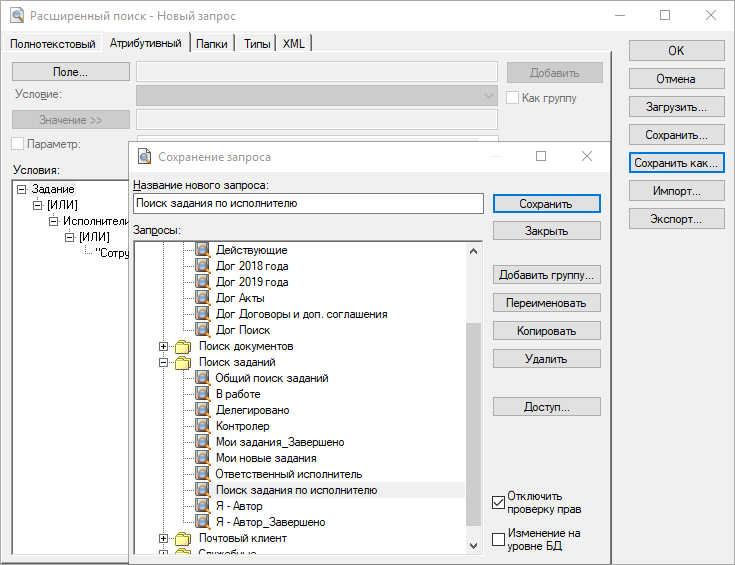 Расширенный поиск - Новый запрос
Полнотекстовый Атрибутивный Папки Типы XML
Поле...
Добавить
Условие:
Как группу
Значение >>
Параметр:
Условия:
Задание
[ИЛИ]
Исполнители
[ИЛИ]
"Сотру
OK
Отмена
Загрузить...
Сохранить...
Сохранить как...
Импорт...
Экспорт...
Сохранение запроса
Название нового запроса:
Поиск задания по исполнителю
Запросы:
Действующие
Дог 2018 года
Дог 2019 года
Дог Акты
Дог Договоры и доп. соглашения
Дог Поиск
Поиск документов
Поиск заданий
Общий поиск заданий
В работе
Делегировано
Контролер
Мои задания_Завершено
Мои новые задания
Ответственный исполнитель
Поиск задания по исполнителю
Я - Автор
Я - Автор_Завершено
Почтовый клиент
Служебные
Сохранить
Закрыть
Добавить группу...
Переименовать
Копировать
Удалить
Доступ...
Отключить
проверку прав
Изменение на
уровне БД